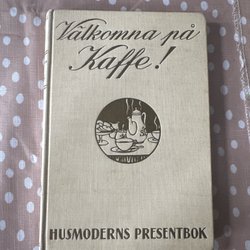 Välkomna på
Kaffe!
HUSMODERNS PRESENTBOK